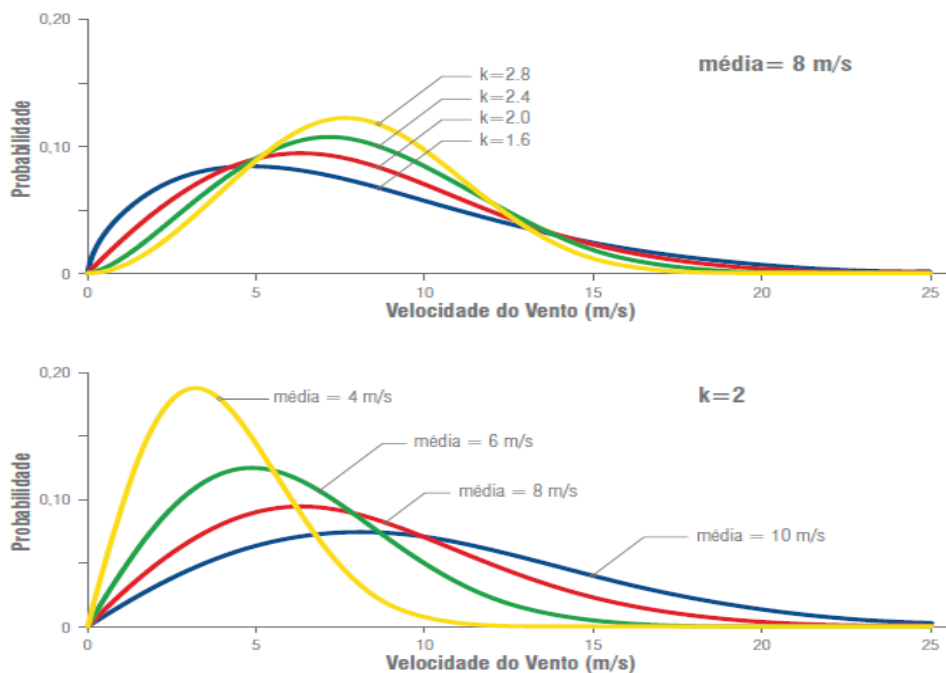 0,20
média= 8 m/s
k=2.8
k=2.4
k=2.0
k=1.6
Probabilidade
0,10
0
0 5 10 15 20 25
Velocidade do Vento (m/s)
0,20
k=2
média = 4 m/s
média = 6 m/s
média = 8 m/s
média = 10 m/s
Probabilidade
0,10
0
0 5 10 15 20 25
Velocidade do Vento (m/s)